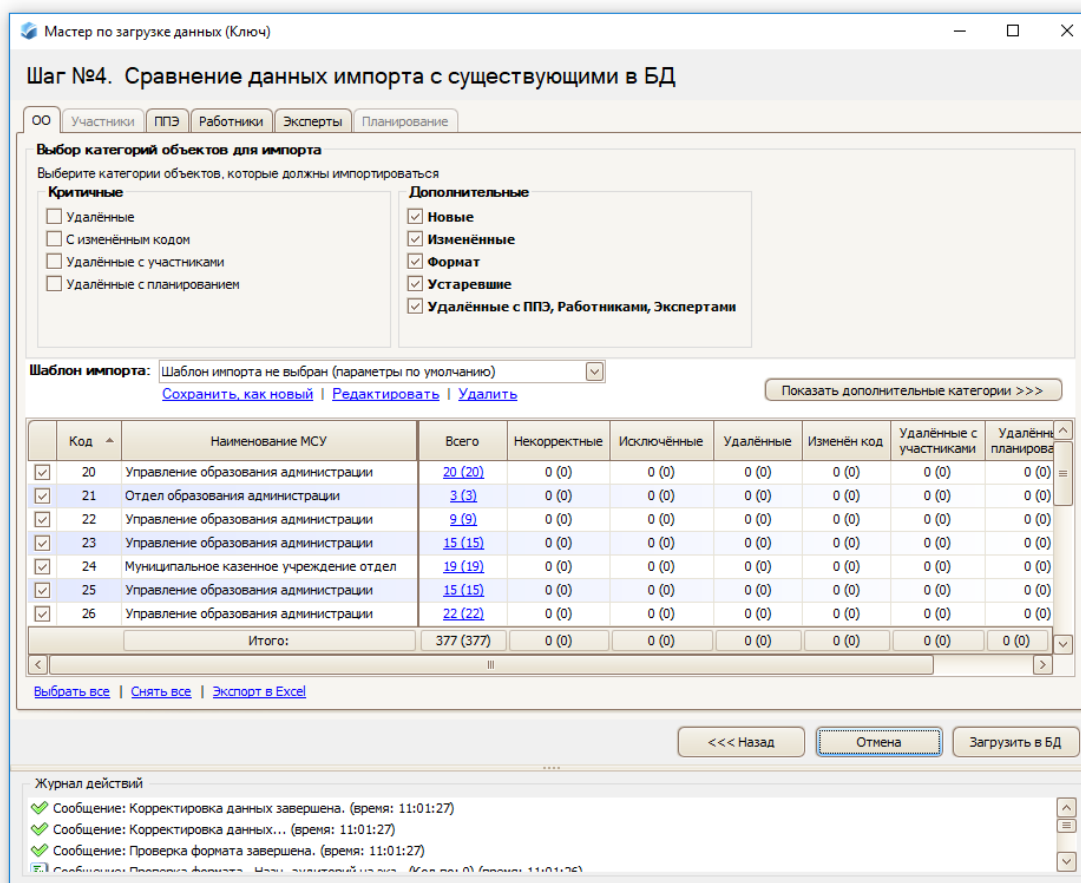 Мастер по загрузке данных (Ключ)
Шаг №4. Сравнение данных импорта с существующими в БД
ОО Участники ППЭ Работники Эксперты Планирование
Выбор категорий объектов для импорта
Выберите категории объектов, которые должны импортироваться
Критичные Дополнительные
Удалённые Новые
С изменённым кодом Изменённые
Удалённые с участниками Формат
Удалённые с планированием Устаревшие
Удалённые с ППЭ, Работниками, Экспертами
Шаблон импорта: Шаблон импорта не выбран (параметры по умолчанию)
Сохранить, как новый | Редактировать | Удалить Показать дополнительные категории >>>
Код Наименование МСУ Всего Некорректные Исключённые Удалённые Изменён код Удалённые с участниками
20 Управление образования администрации 20 (20) 0 (0) 0 (0) 0 (0) 0 (0) 0 (0) 0 (0)
21 Отдел образования администрации 3 (3) 0 (0) 0 (0) 0 (0) 0 (0) 0 (0) 0 (0)
22 Управление образования администрации 9 (9) 0 (0) 0 (0) 0 (0) 0 (0) 0 (0) 0 (0)
23 Управление образования администрации 15 (15) 0 (0) 0 (0) 0 (0) 0 (0) 0 (0) 0 (0)
24 Муниципальное казенное учреждение отдел 19 (19) 0 (0) 0 (0) 0 (0) 0 (0) 0 (0) 0 (0)
25 Управление образования администрации 15 (15) 0 (0) 0 (0) 0 (0) 0 (0) 0 (0) 0 (0)
26 Управление образования администрации 22 (22) 0 (0) 0 (0) 0 (0) 0 (0) 0 (0) 0 (0)
Итого: 377 (377) 0 (0) 0 (0) 0 (0) 0 (0) 0 (0) 0 (0)
Выбрать все | Снять все | Экспорт в Excel
<<< Назад Отмена Загрузить в БД
Журнал действий
Сообщение: Корректировка данных завершена. (время: 11:01:27)
Сообщение: Корректировка данных... (время: 11:01:27)
Сообщение: Проверка формата завершена. (время: 11:01:27)